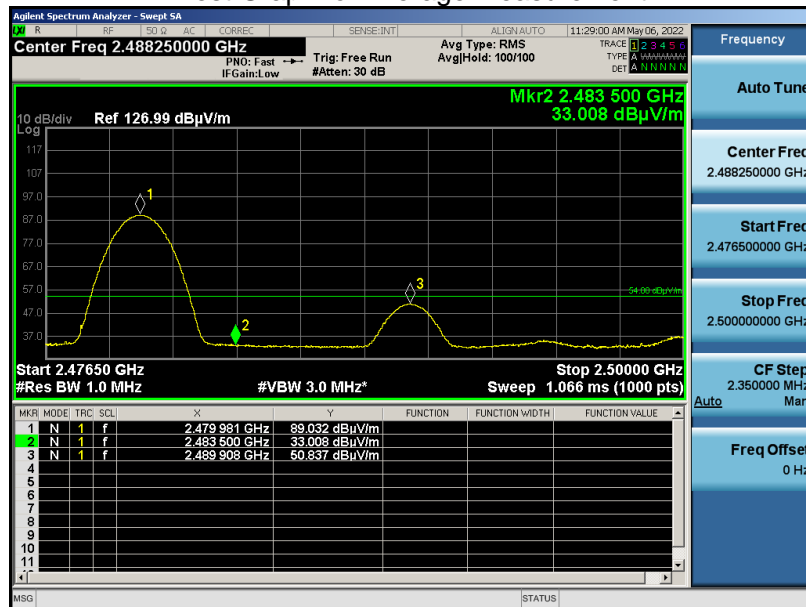 Agilent Spectrum Analyzer - Swept SA
LXI R RF 50 Ω AC CORREC SENSE:INT ALIGN AUTO 11:29:00 AM May 06, 2022
Center Freq 2.488250000 GHz
PNO: Fast
IFGain:Low
Trig: Free Run
#Atten: 30 dB
Avg Type: RMS
Avg|Hold: 100/100
TRACE 1 2 3 4 5 6
TYPE A WWWWW
DET A N N N N N
Mkr2 2.483 500 GHz
33.008 dBµV/m
10 dB/div Ref 126.99 dBµV/m
Log
117
107
97.0
87.0
77.0
67.0
57.0
47.0
37.0
1
2
3
54.00 dBµV/m
Start 2.47650 GHz Stop 2.50000 GHz
#Res BW 1.0 MHz #VBW 3.0 MHz* Sweep 1.066 ms (1000 pts)
MKR MODE TRC SCL X Y FUNCTION FUNCTION WIDTH FUNCTION VALUE
1 N 1 f 2.479 981 GHz 89.032 dBµV/m
2 N 1 f 2.483 500 GHz 33.008 dBµV/m
3 N 1 f 2.489 908 GHz 50.837 dBµV/m
4
5
6
7
8
9
10
11
MSG STATUS
Frequency
Auto Tune
Center Freq
2.488250000 GHz
Start Freq
2.476500000 GHz
Stop Freq
2.500000000 GHz
CF Step
2.350000 MHz
Auto Man
Freq Offset
0 Hz